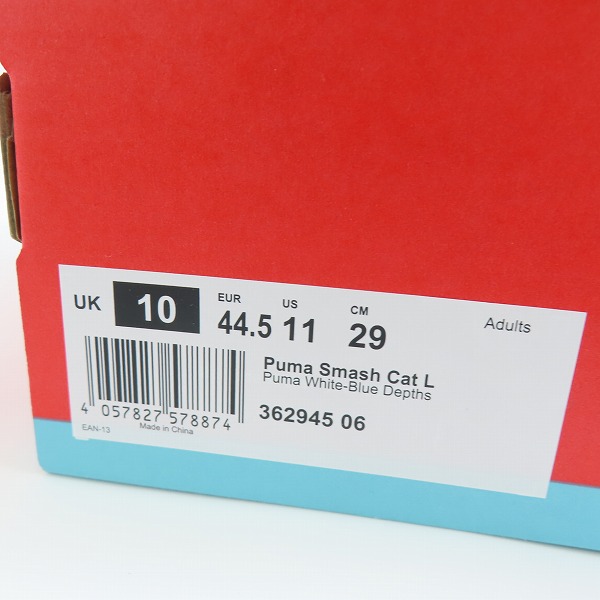 UK 10 EUR 44.5 US 11 CM 29 Adults
Puma Smash Cat L
Puma White-Blue Depths
362945 06
4 057827 578874
EAN-13 Made in China